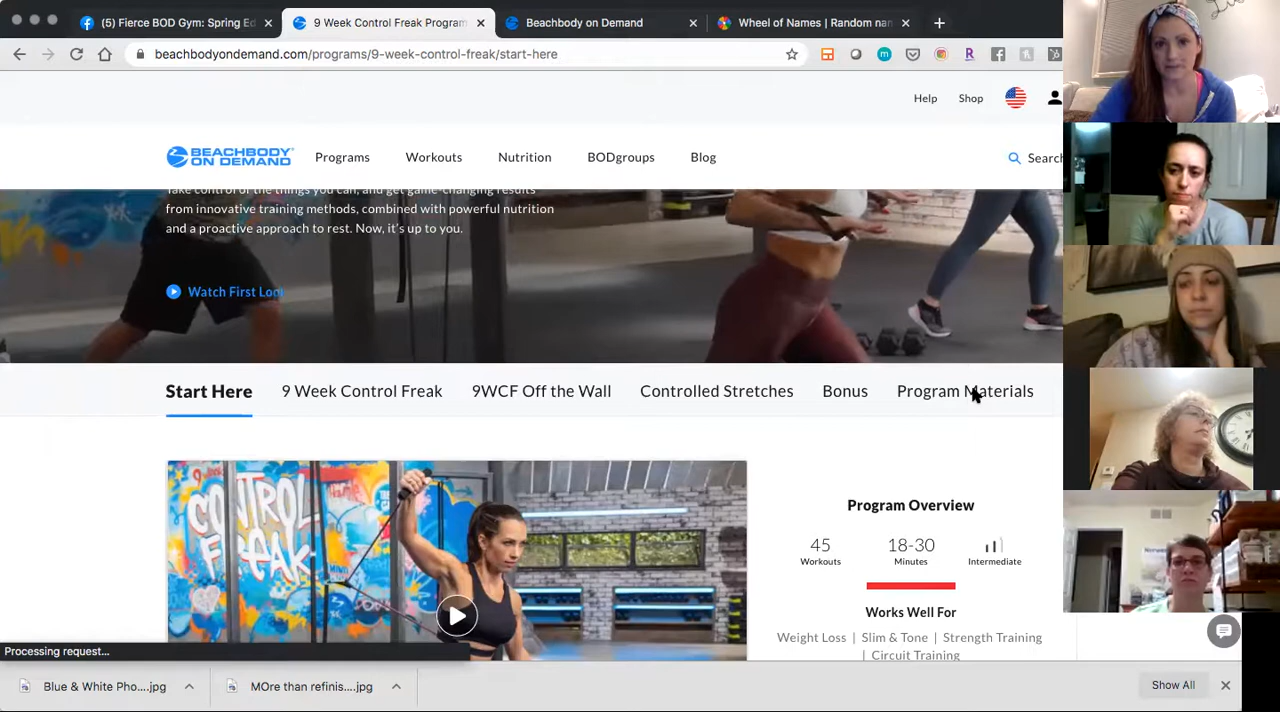 (5) Fierce BOD Gym: Spring Ed
9 Week Control Freak Program
Beachbody on Demand
Wheel of Names | Random nam
beachbodyondemand.com/programs/9-week-control-freak/start-here
Help
Shop
BEACHBODY
ON DEMAND
Programs
Workouts
Nutrition
BODgroups
Blog
Search
Take control of the things you can, and get game-changing results
from innovative training methods, combined with powerful nutrition
and a proactive approach to rest. Now, it's up to you.
Watch First Look
Start Here
9 Week Control Freak
9WCF Off the Wall
Controlled Stretches
Bonus
Program Materials
CONTROL
FREAK
Program Overview
45
18-30
Workouts
Minutes
Intermediate
Works Well For
Weight Loss | Slim & Tone | Strength Training
| Circuit Training
Processing request...
Blue & White Pho....jpg
MOre than refinis....jpg
Show All